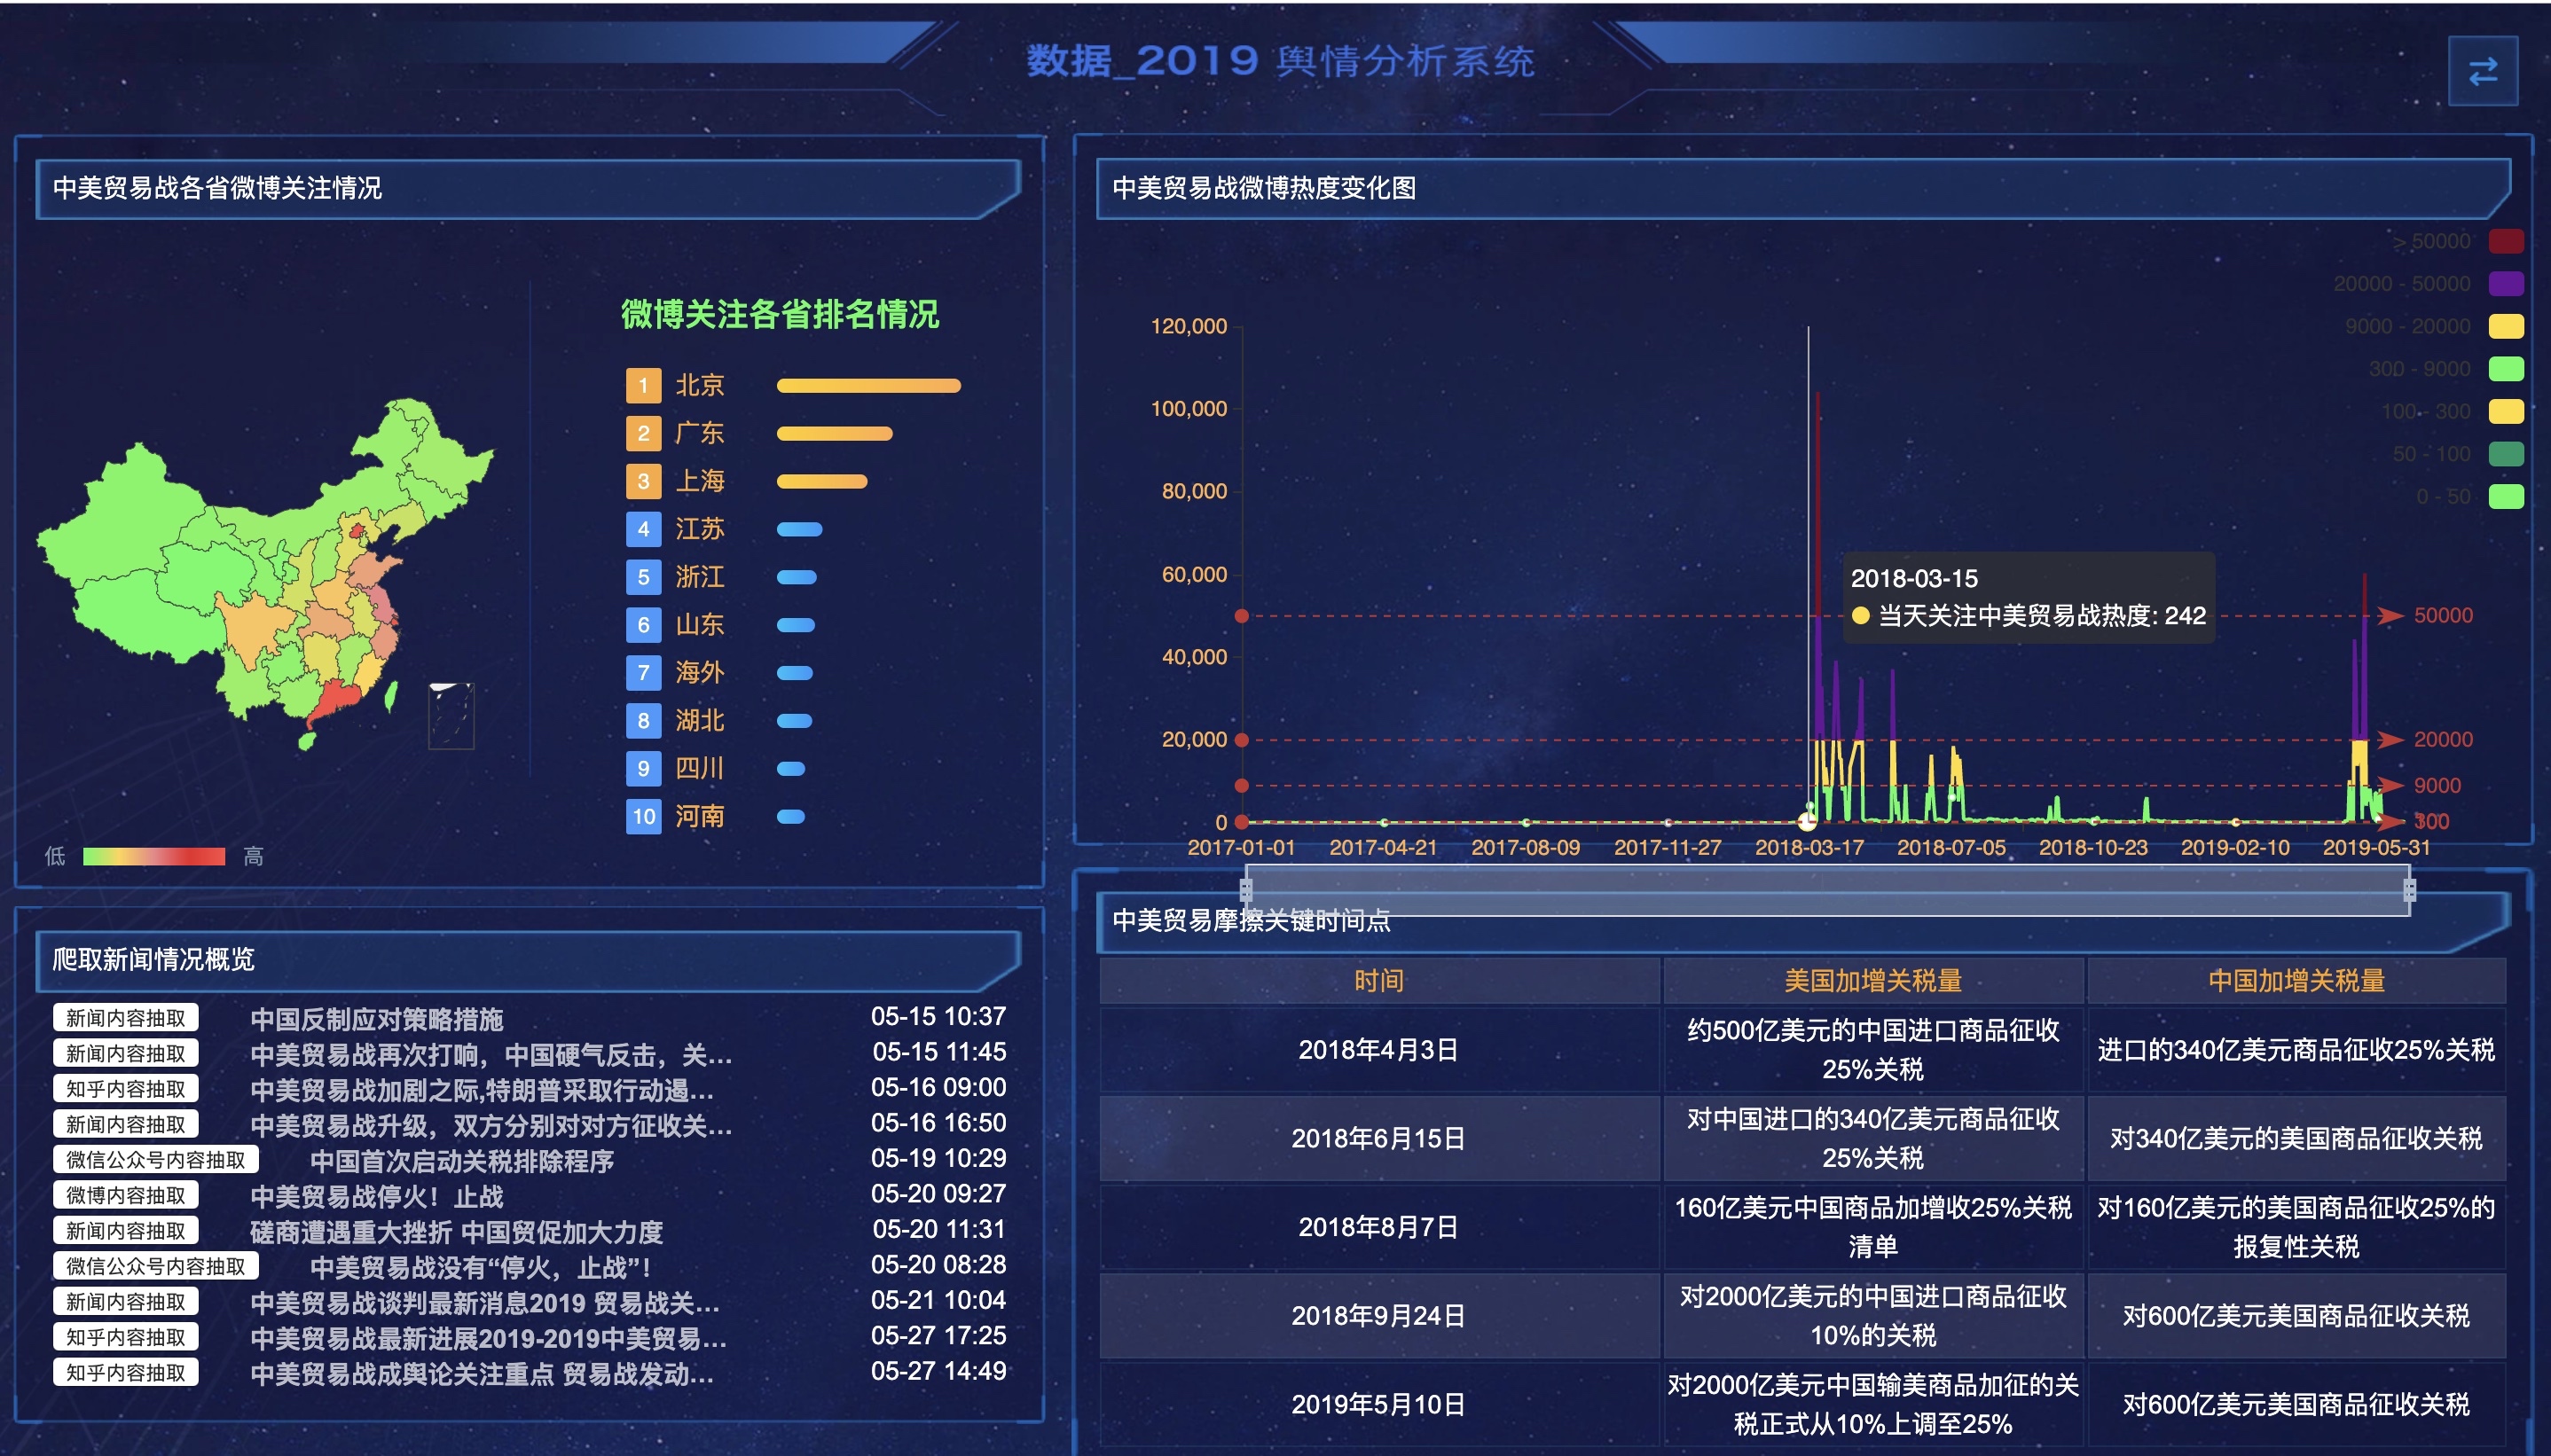 数据_2019 舆情分析系统
中美贸易战各省微博关注情况
微博关注各省排名情况
1 北京
2 广东
3 上海
4 江苏
5 浙江
6 山东
7 海外
8 湖北
9 四川
10 河南
低 高
中美贸易战微博热度变化图
> 50000
20000 - 50000
9000 - 20000
300 - 9000
100 - 300
50 - 100
0 - 50
120,000
100,000
80,000
60,000
40,000
20,000
0
2018-03-15
当天关注中美贸易战热度: 242
50000
20000
9000
2017-01-01 2017-04-21 2017-08-09 2017-11-27 2018-03-17 2018-07-05 2018-10-23 2019-02-10 2019-05-31
爬取新闻情况概览
新闻内容抽取 中国反制应对策略措施 05-15 10:37
新闻内容抽取 中美贸易战再次打响，中国硬气反击，关... 05-15 11:45
知乎内容抽取 中美贸易战加剧之际,特朗普采取行动遏... 05-16 09:00
新闻内容抽取 中美贸易战升级，双方分别对对方征收关... 05-16 16:50
微信公众号内容抽取 中国首次启动关税排除程序 05-19 10:29
微博内容抽取 中美贸易战停火！止战 05-20 09:27
新闻内容抽取 磋商遭遇重大挫折 中国贸促加大力度 05-20 11:31
微信公众号内容抽取 中美贸易战没有“停火，止战”！ 05-20 08:28
新闻内容抽取 中美贸易战谈判最新消息2019 贸易战关... 05-21 10:04
知乎内容抽取 中美贸易战最新进展2019-2019中美贸易... 05-27 17:25
知乎内容抽取 中美贸易战成舆论关注重点 贸易战发动... 05-27 14:49
中美贸易摩擦关键时间点
时间 美国加增关税量 中国加增关税量
2018年4月3日
约500亿美元的中国进口商品征收
25%关税
进口的340亿美元商品征收25%关税
2018年6月15日
对中国进口的340亿美元商品征收
25%关税
对340亿美元的美国商品征收关税
2018年8月7日
160亿美元中国商品加增收25%关税
清单
对160亿美元的美国商品征收25%的
报复性关税
2018年9月24日
对2000亿美元的中国进口商品征收
10%的关税
对600亿美元美国商品征收关税
2019年5月10日
对2000亿美元中国输美商品加征的关
税正式从10%上调至25%
对600亿美元美国商品征收关税